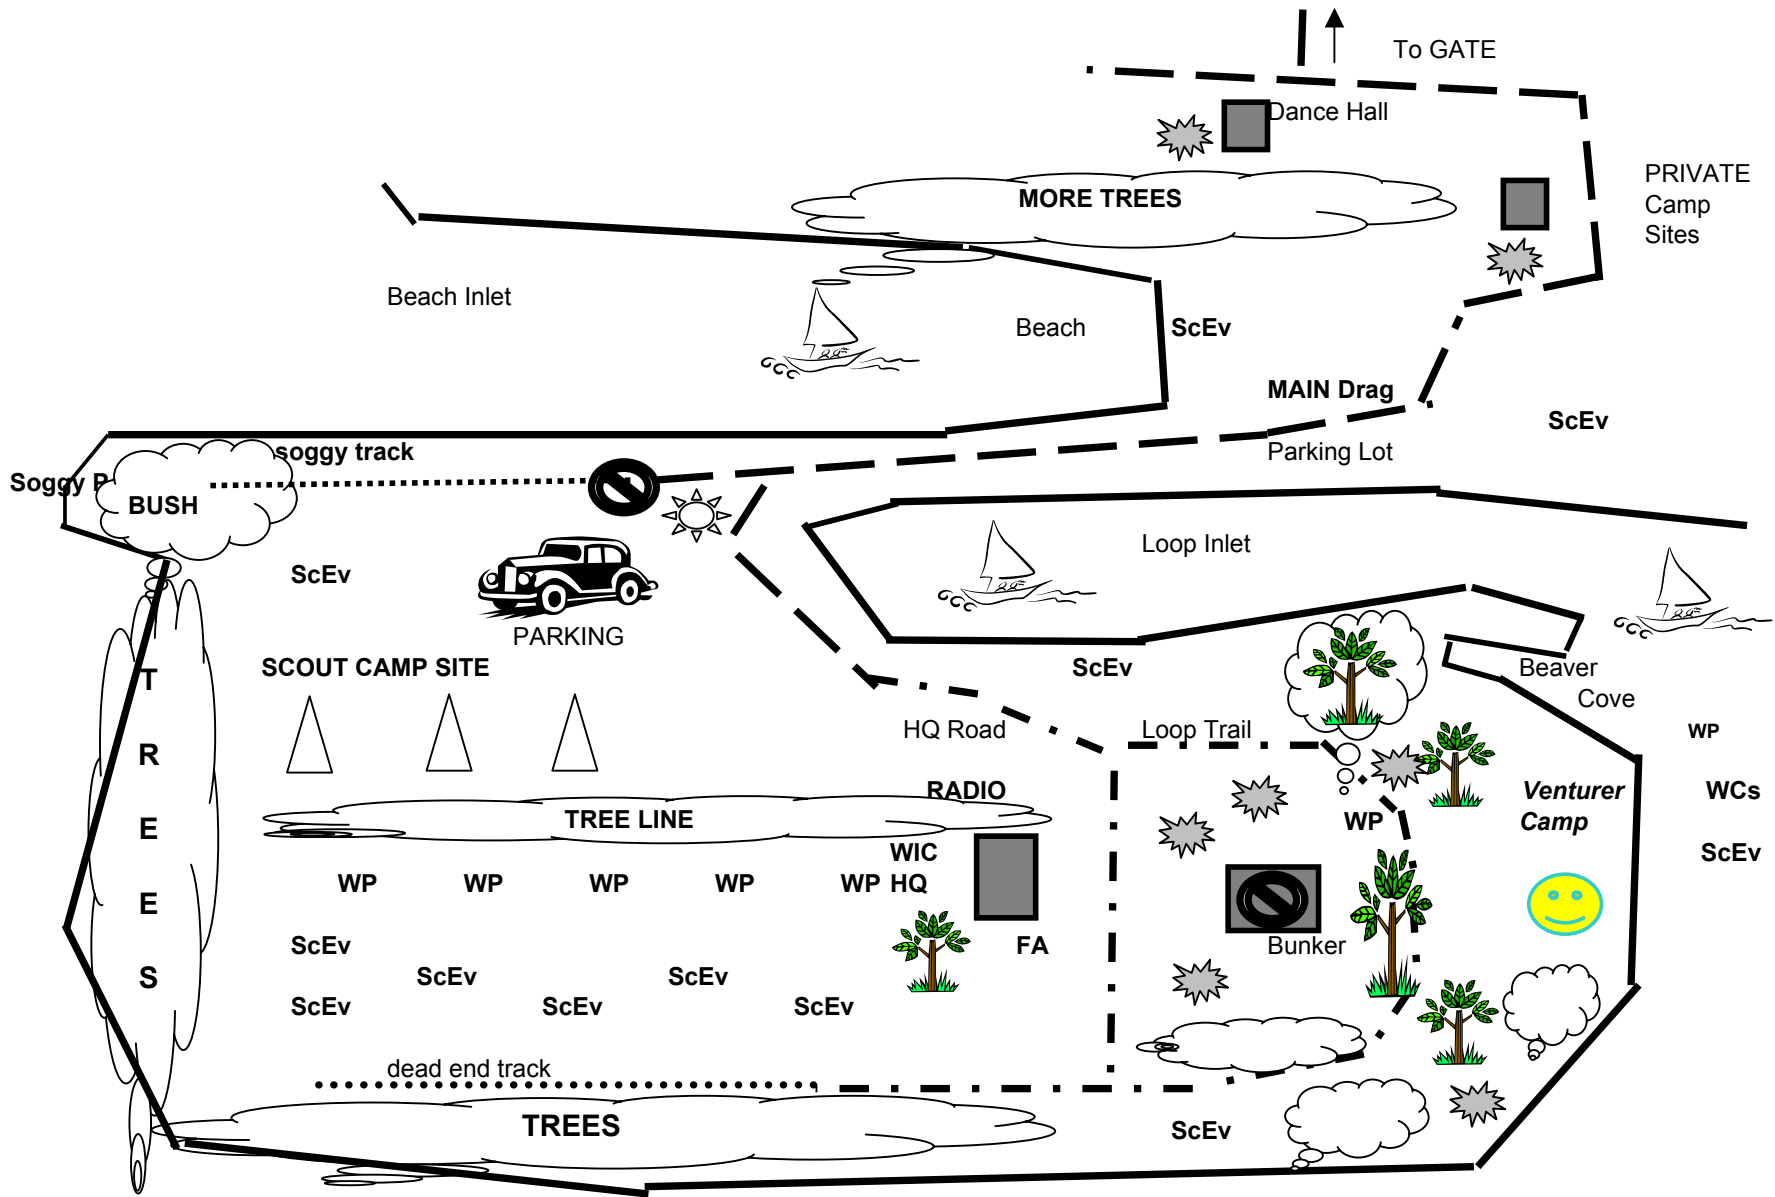 To GATE
Dance Hall
PRIVATE
Camp
Sites
MORE TREES
Beach Inlet
Beach
ScEv
MAIN Drag
ScEv
Parking Lot
soggy track
Soggy P
BUSH
Loop Inlet
ScEv
PARKING
SCOUT CAMP SITE
ScEv
Beaver
Cove
HQ Road
Loop Trail
WP
T
R
E
E
S
RADIO
TREE LINE
WP
Venturer
Camp
WCs
WIC
HQ
ScEv
WP
WP
WP
WP
WP
FA
Bunker
ScEv
ScEv
ScEv
ScEv
ScEv
ScEv
dead end track
TREES
ScEv